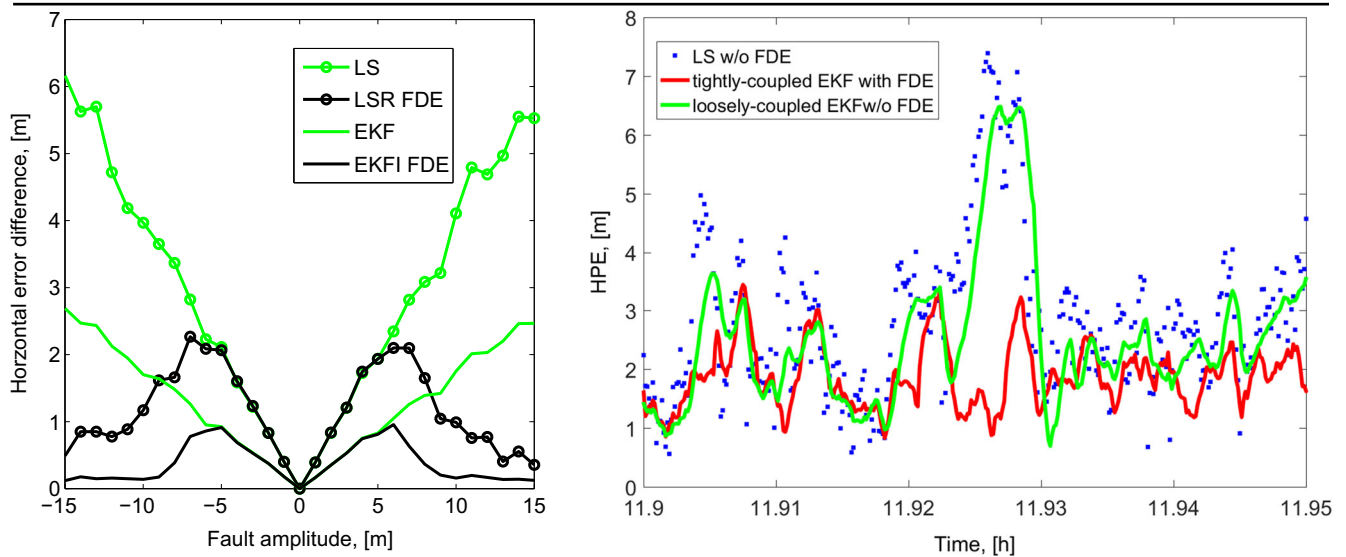 7
6
5
4
3
2
1
0
Horzontal error difference, [m]
LS
LSR FDE
EKF
EKFI FDE
−15 −10 −5 0 5 10 15
Fault amplitude, [m]
8
7
6
5
4
3
2
1
0
HPE, [m]
LS w/o FDE
tightly-coupled EKF with FDE
loosely-coupled EKFw/o FDE
11.9 11.91 11.92 11.93 11.94 11.95
Time, [h]